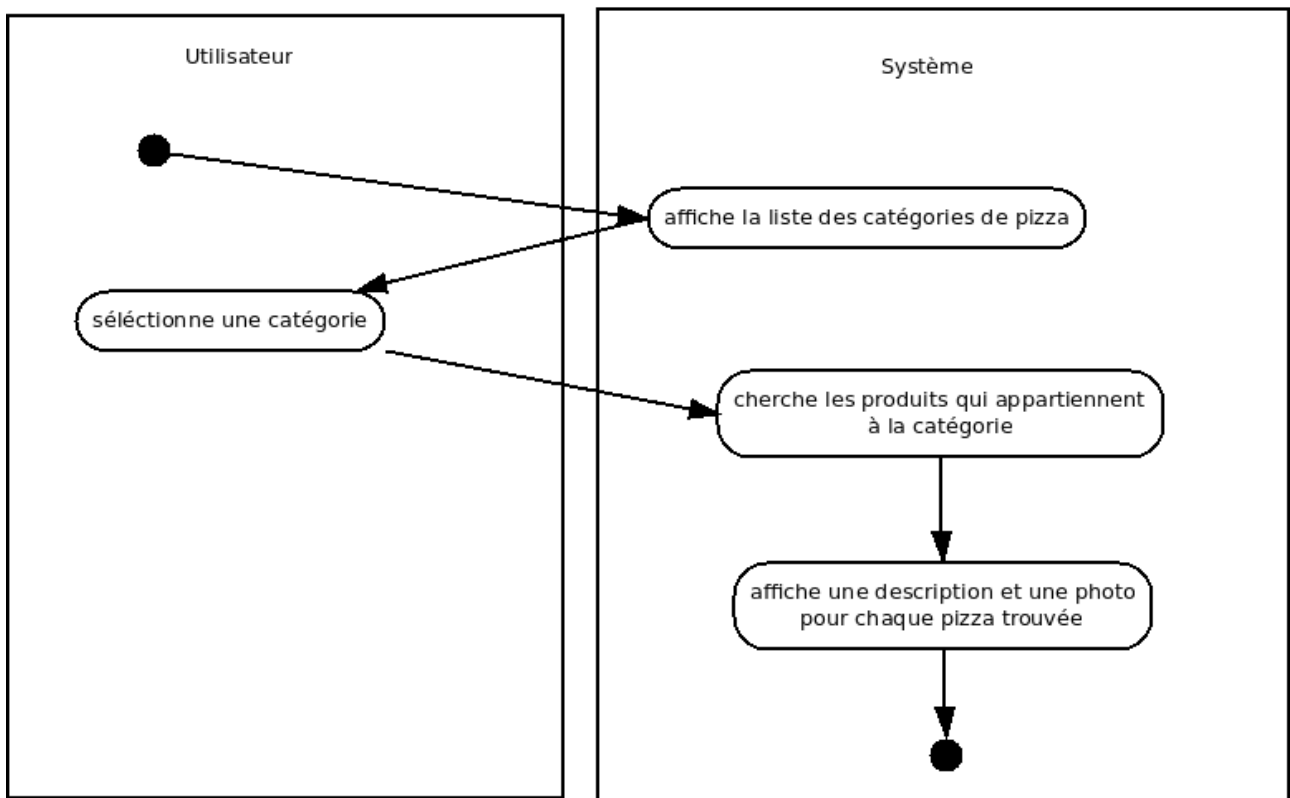 Utilisateur
Système
affiche la liste des catégories de pizza
séléctionne une catégorie
cherche les produits qui appartiennent
à la catégorie
affiche une description et une photo
pour chaque pizza trouvée